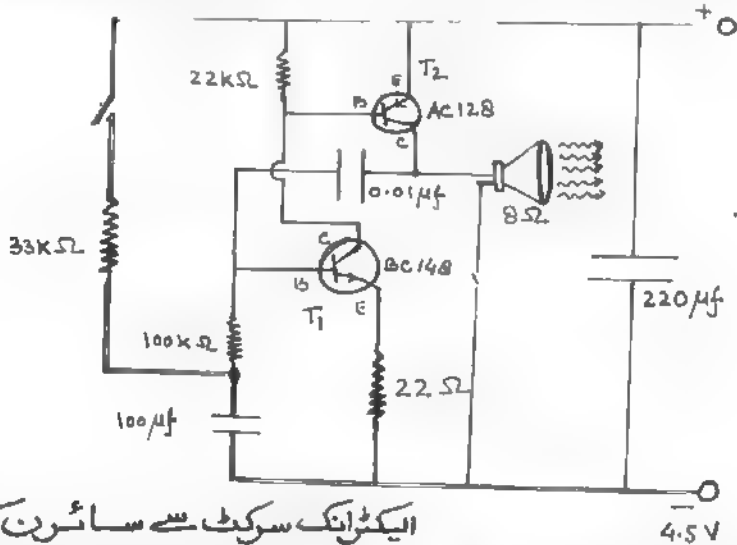 +
T2
22kΩ
E
B
AC128
C
0.01µf
8Ω
33KΩ
C
BC148
B
E
T1
220µf
100KΩ
22Ω
100µf
الیکٹرانک سرکٹ سے سائرن
4.5V